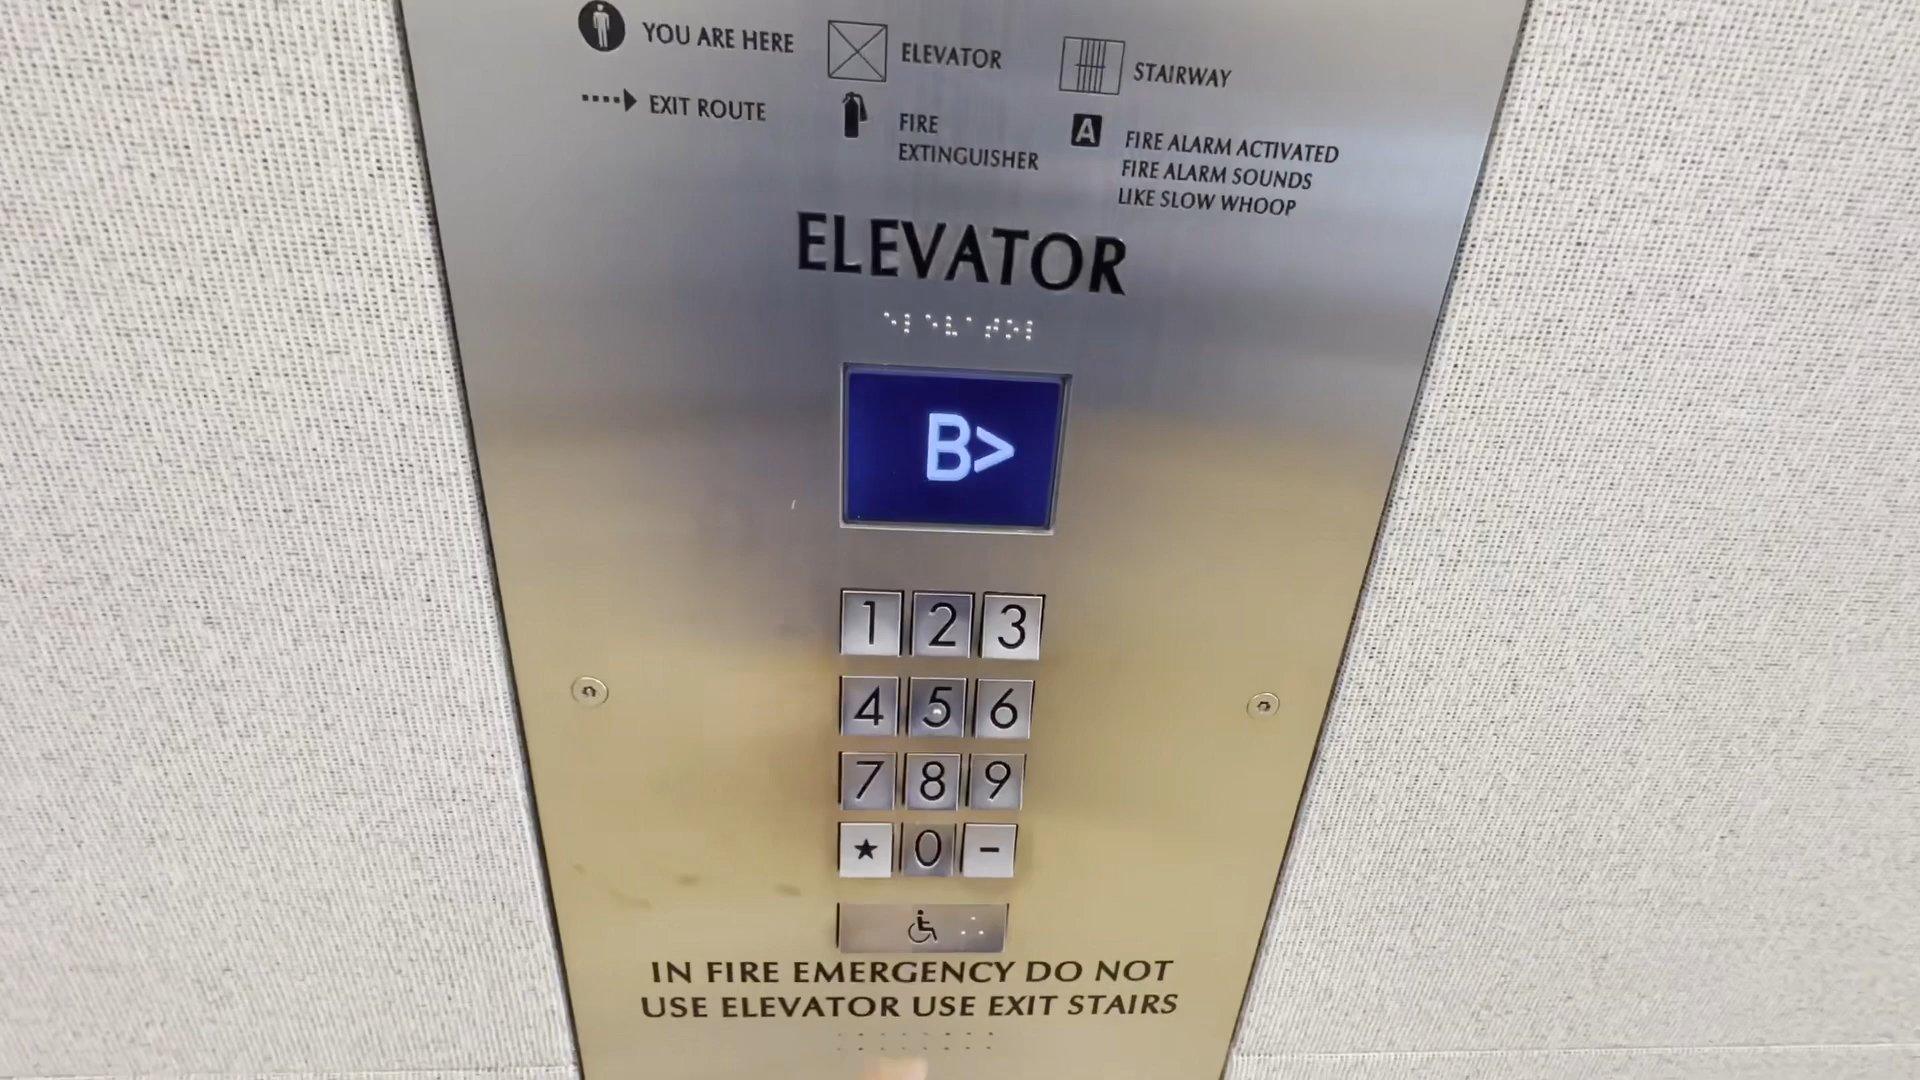 YOU ARE HERE
ELEVATOR
STAIRWAY
EXIT ROUTE
FIRE
EXTINGUISHER
A
FIRE ALARM ACTIVATED
FIRE ALARM SOUNDS
LIKE SLOW WHOOP
ELEVATOR
B>
1 2 3
4 5 6
7 8 9
★ 0 -
IN FIRE EMERGENCY DO NOT
USE ELEVATOR USE EXIT STAIRS